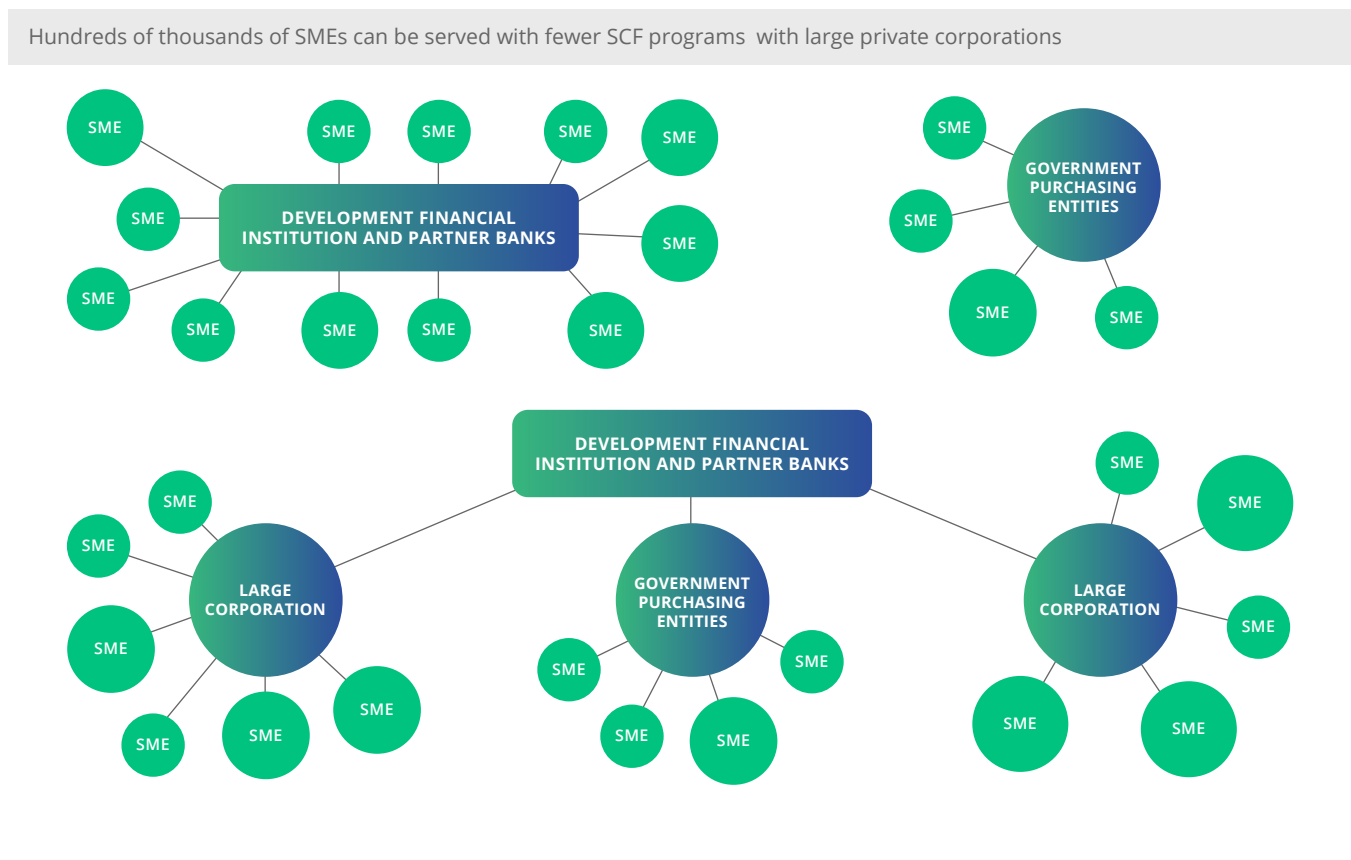 Hundreds of thousands of SMEs can be served with fewer SCF programs  with large private corporations
SME
SME
SME
SME
SME
SME
SME
SME
SME
SME
SME
SME
DEVELOPMENT FINANCIAL
INSTITUTION AND PARTNER BANKS
SME
GOVERNMENT
PURCHASING
ENTITIES
SME
SME
SME
DEVELOPMENT FINANCIAL
INSTITUTION AND PARTNER BANKS
SME
SME
LARGE
CORPORATION
SME
SME
SME
SME
GOVERNMENT
PURCHASING
ENTITIES
SME
SME
SME
SME
SME
SME
LARGE
CORPORATION
SME
SME
SME